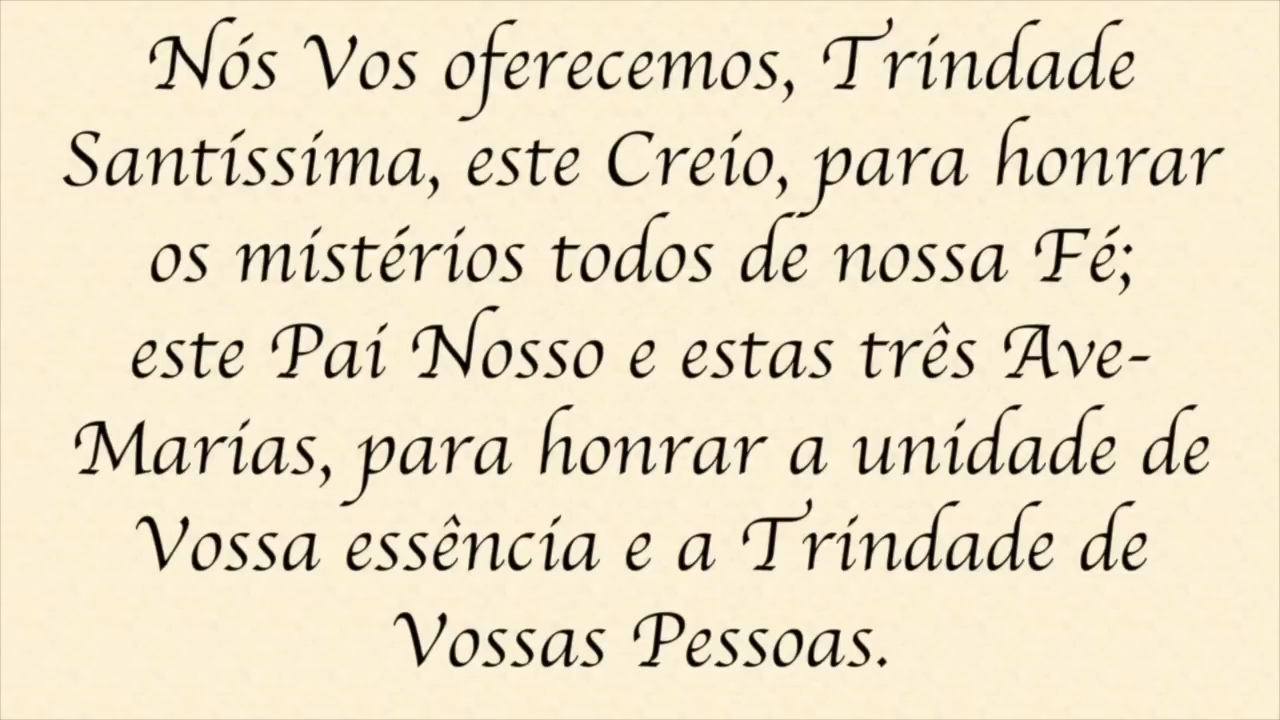 Nós Vos oferecemos, Trindade
Santíssima, este Creio, para honrar
os mistérios todos de nossa Fé;
este Pai Nosso e estas três Ave-
Marias, para honrar a unidade de
Vossa essência e a Trindade de
Vossas Pessoas.